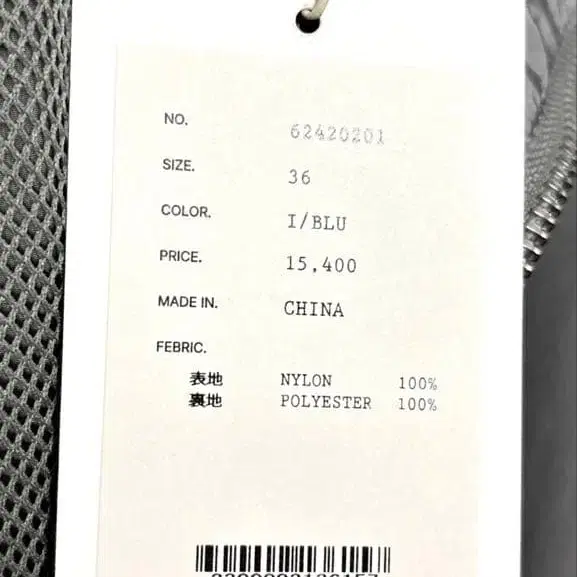 NO. 62420201
SIZE. 36
COLOR. I/BLU
PRICE. 15,400
MADE IN. CHINA
FEBRIC.
表地 NYLON 100%
裏地 POLYESTER 100%